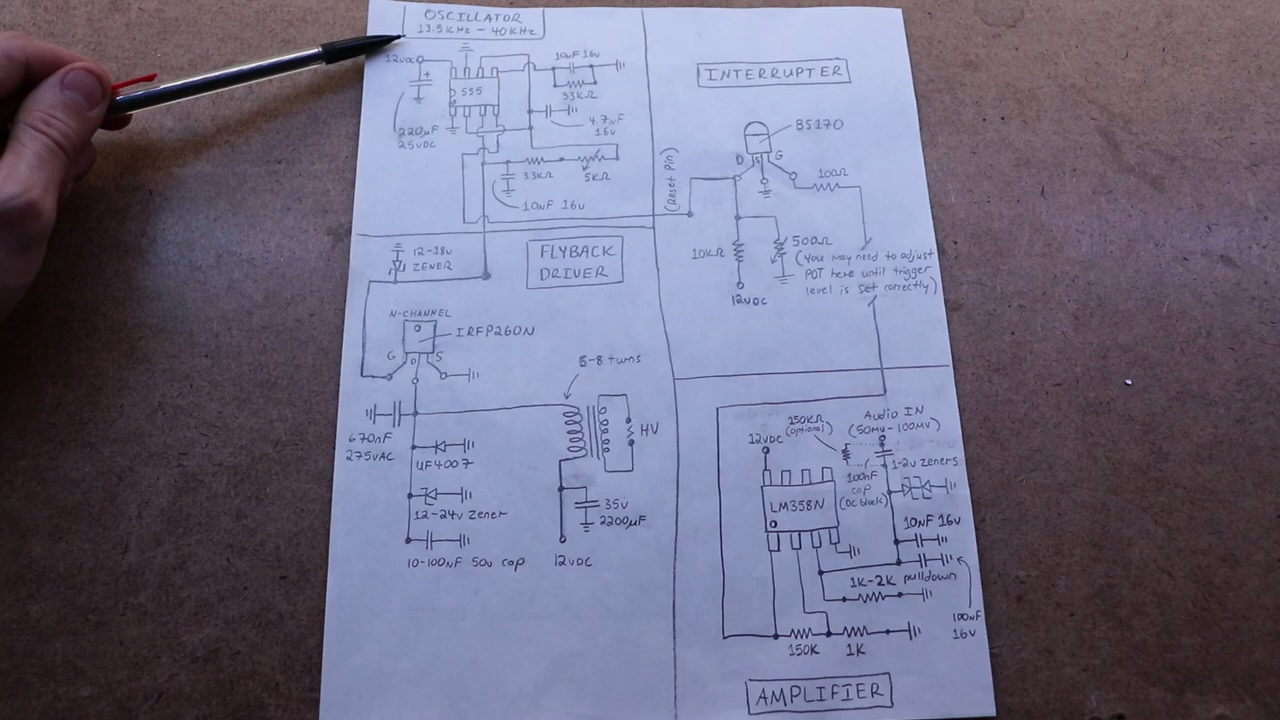 OSCILLATOR
13.5KHz - 40KHz
12VDC
555
10nF 16v
33KΩ
4.7nF
16v
220µF
25VDC
3.3KΩ
5KΩ
10nF 16v
INTERRUPTER
BS170
D S G
100Ω
(Reset Pin)
10KΩ
500Ω
(You may need to adjust
POT here until trigger
level is set correctly)
12VDC
12-18v
ZENER
FLYBACK
DRIVER
N-CHANNEL
IRFP260N
G D S
5-8 turns
HV
670nF
275VAC
UF4007
12-24v Zener
10-100nF 50v cap
35v
2200µF
12VDC
Audio IN
(50mV-100mV)
150KΩ
(optional)
12VDC
1-2v zeners
100nF
cap
(DC block)
LM358N
10nF 16v
1K-2K pulldown
100nF
16v
150K
1K
AMPLIFIER